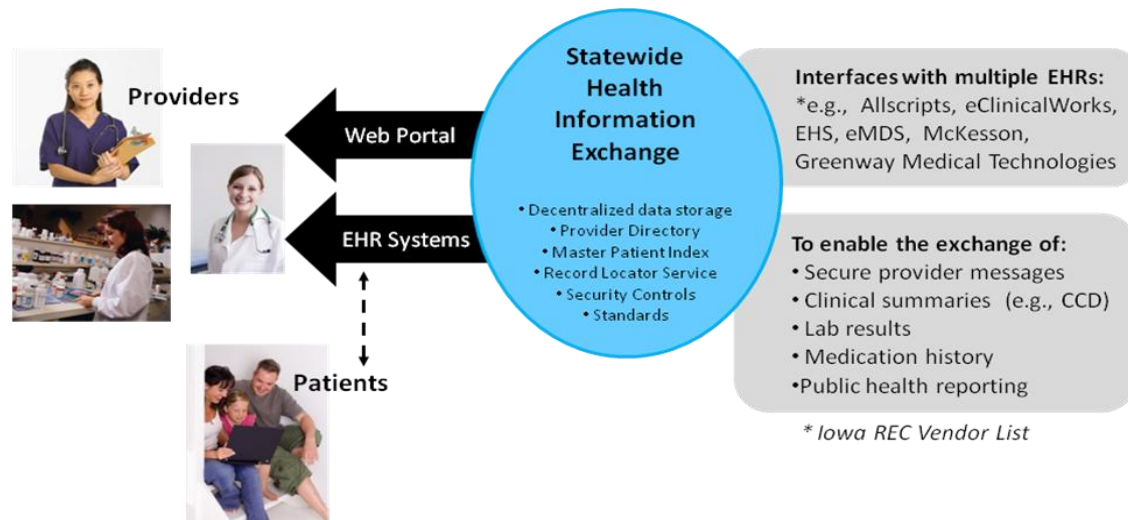 Providers
Web Portal
EHR Systems
Patients
Statewide
Health
Information
Exchange
• Decentralized data storage
• Provider Directory
• Master Patient Index
• Record Locator Service
• Security Controls
• Standards
Interfaces with multiple EHRs:
*e.g., Allscripts, eClinicalWorks,
EHS, eMDS, McKesson,
Greenway Medical Technologies
To enable the exchange of:
• Secure provider messages
• Clinical summaries (e.g., CCD)
• Lab results
• Medication history
•Public health reporting
* Iowa REC Vendor List